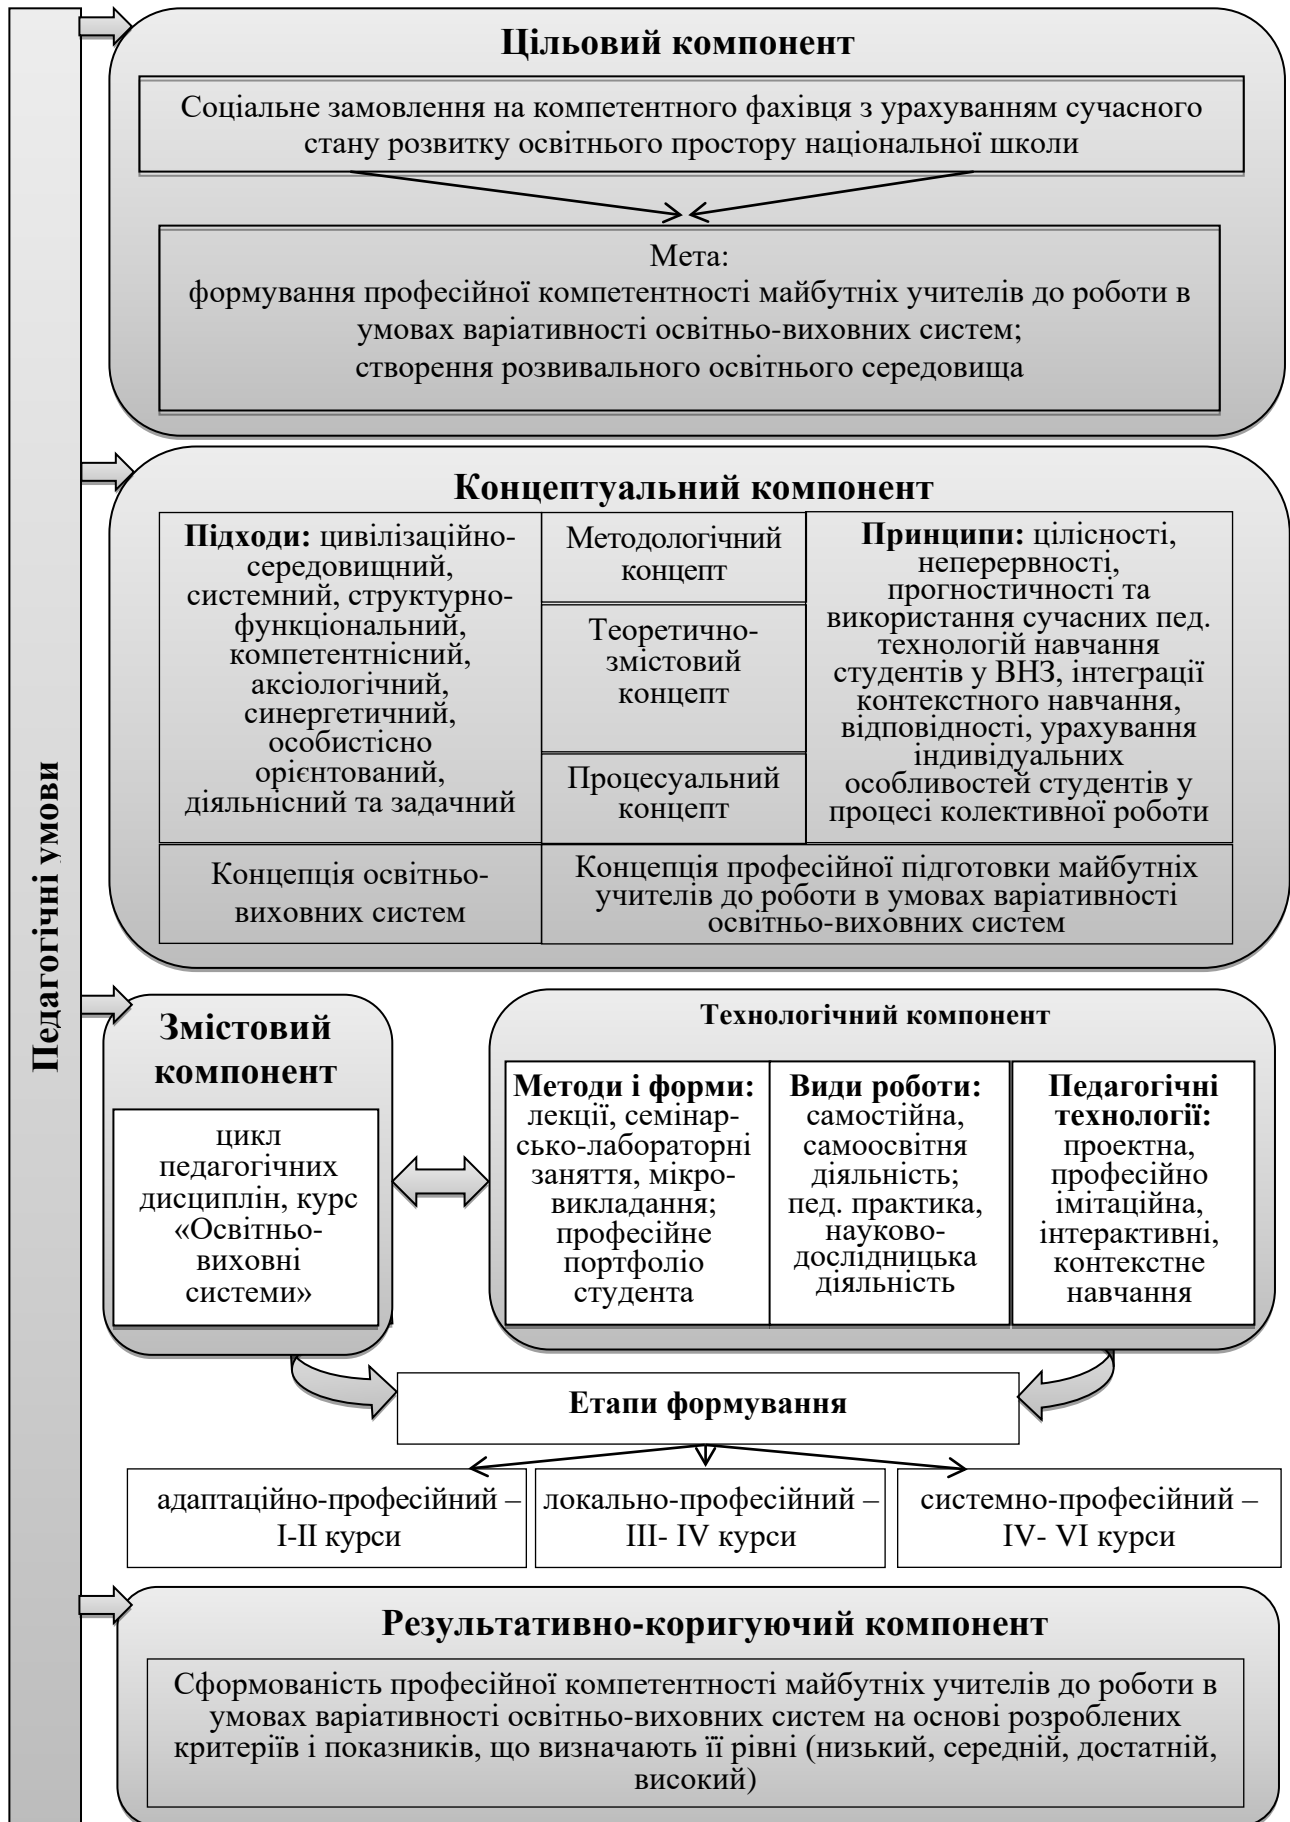 Педагогічні умови
Цільовий компонент
Соціальне замовлення на компетентного фахівця з урахуванням сучасного
стану розвитку освітнього простору національної школи
Мета:
формування професійної компетентності майбутніх учителів до роботи в
умовах варіативності освітньо-виховних систем;
створення розвивального освітнього середовища
Концептуальний компонент
Підходи: цивілізаційно-
середовищний,
системний, структурно-
функціональний,
компетентнісний,
аксіологічний,
синергетичний,
особистісно
орієнтований,
діяльнісний та задачний
Методологічний
концепт
Теоретично-
змістовий
концепт
Процесуальний
концепт
Принципи: цілісності,
неперервності,
прогностичності та
використання сучасних пед.
технологій навчання
студентів у ВНЗ, інтеграції
контекстного навчання,
відповідності, урахування
індивідуальних
особливостей студентів у
процесі колективної роботи
Концепція освітньо-
виховних систем
Концепція професійної підготовки майбутніх
учителів до роботи в умовах варіативності
освітньо-виховних систем
Змістовий
компонент
цикл
педагогічних
дисциплін, курс
«Освітньо-
виховні
системи»
Технологічний компонент
Методи і форми:
лекції, семінар-
сько-лабораторні
заняття, мікро-
викладання;
професійне
портфоліо
студента
Види роботи:
самостійна,
самоосвітня
діяльність;
пед. практика,
науково-
дослідницька
діяльність
Педагогічні
технології:
проектна,
професійно
імітаційна,
інтерактивні,
контекстне
навчання
Етапи формування
адаптаційно-професійний –
І-ІІ курси
локально-професійний –
ІІІ- IV курси
системно-професійний –
IV- VI курси
Результативно-коригуючий компонент
Сформованість професійної компетентності майбутніх учителів до роботи в
умовах варіативності освітньо-виховних систем на основі розроблених
критеріїв і показників, що визначають її рівні (низький, середній, достатній,
високий)